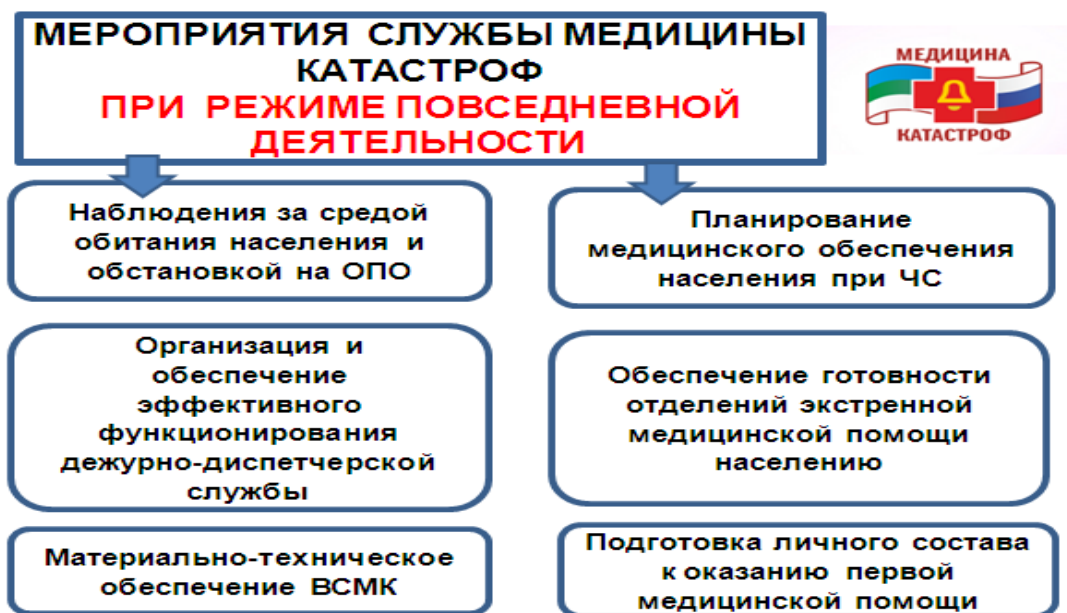 МЕРОПРИЯТИЯ СЛУЖБЫ МЕДИЦИНЫ
КАТАСТРОФ
ПРИ РЕЖИМЕ ПОВСЕДНЕВНОЙ
ДЕЯТЕЛЬНОСТИ
МЕДИЦИНА
КАТАСТРОФ
Наблюдения за средой
обитания населения и
обстановкой на ОПО
Планирование
медицинского обеспечения
населения при ЧС
Организация и
обеспечение
эффективного
функционирования
дежурно-диспетчерской
службы
Обеспечение готовности
отделений экстренной
медицинской помощи
населению
Материально-техническое
обеспечение ВСМК
Подготовка личного состава
к оказанию первой
медицинской помощи